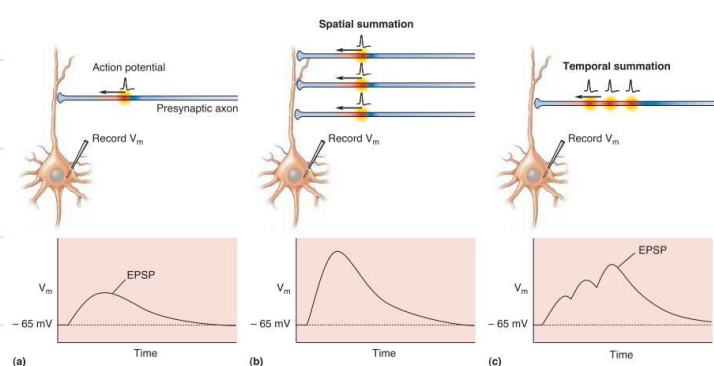 Spatial summation
Action potential
Presynaptic axon
Record Vm
Record Vm
Temporal summation
Record Vm
EPSP
Vm
– 65 mV
Time
(a)
Vm
– 65 mV
Time
(b)
EPSP
Vm
– 65 mV
Time
(c)